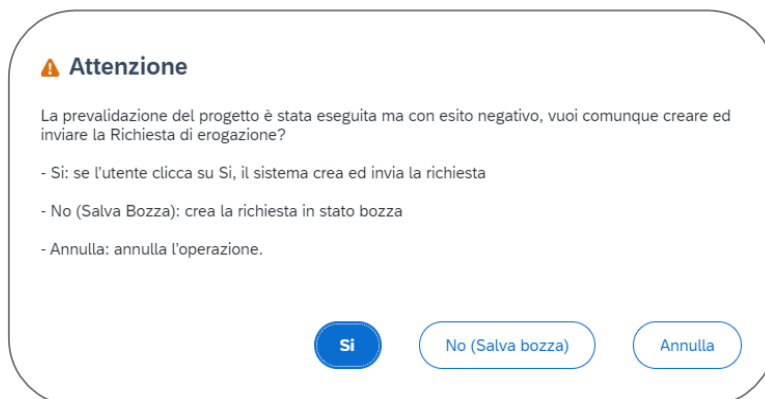 Attenzione
La prevalidazione del progetto è stata eseguita ma con esito negativo, vuoi comunque creare ed
inviare la Richiesta di erogazione?
- Si: se l'utente clicca su Si, il sistema crea ed invia la richiesta
- No (Salva Bozza): crea la richiesta in stato bozza
- Annulla: annulla l'operazione.
Si No (Salva bozza) Annulla